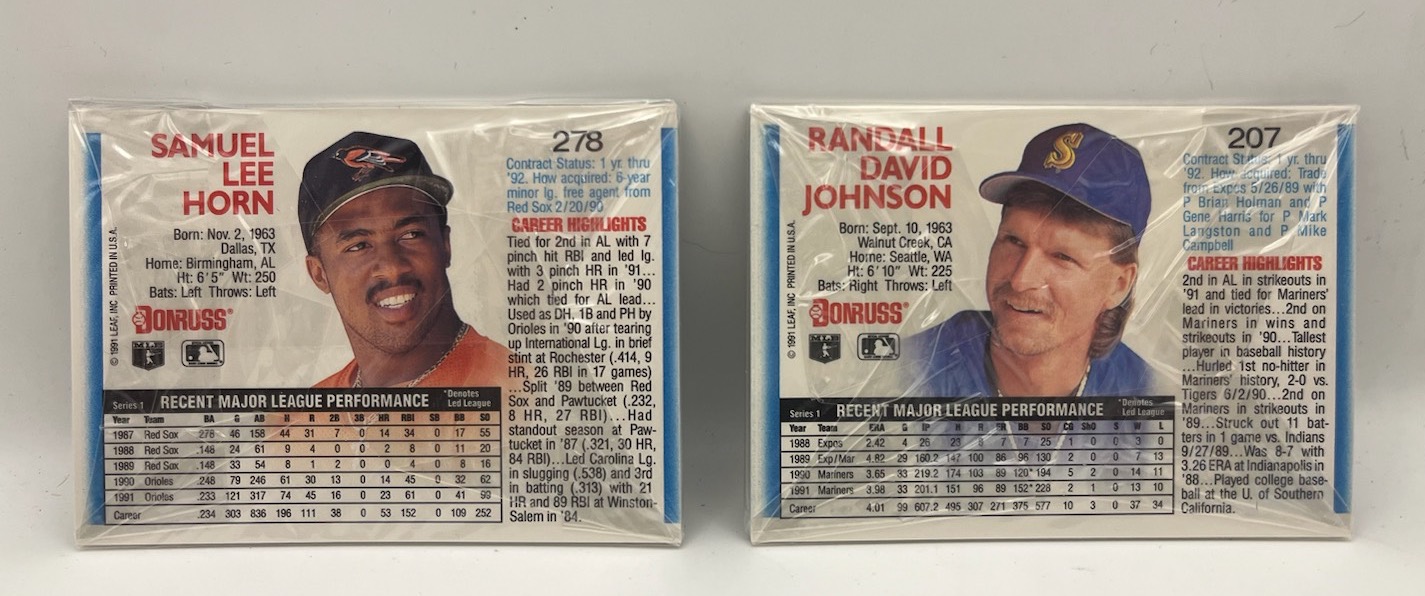 SAMUEL
LEE
HORN
Born: Nov. 2, 1963
Dallas, TX
Home: Birmingham, AL
Ht: 6'5" Wt: 250
Bats: Left Throws: Left
DONRUSS
MLB
© 1991 LEAF, INC PRINTED IN U.S.A.
278
Contract Status: 1 yr. thru
'92. How acquired: 6-year
minor lg. free agent from
Red Sox 2/20/90
CAREER HIGHLIGHTS
Tied for 2nd in AL with 7
pinch hit RBI and led lg.
with 3 pinch HR in '91...
Had 2 pinch HR in '90
which tied for AL lead...
Used as DH, 1B and PH by
Orioles in '90 after tearing
up International Lg. in brief
stint at Rochester (.414, 9
HR, 26 RBI in 17 games)
...Split '89 between Red
Sox and Pawtucket (.232,
8 HR, 27 RBI)...Had
standout season at Paw-
tucket in '87 (.321, 30 HR,
84 RBI)...Led Carolina Lg.
in slugging (.538) and 3rd
in batting (.313) with 21
HR and 89 RBI at Winston-
Salem in '84.
Series 1 RECENT MAJOR LEAGUE PERFORMANCE *Denotes
Led League
Year Team BA G AB H R 2B 3B HR RBI SB BB SO
1987 Red Sox .278 46 158 44 31 7 0 14 34 0 17 55
1988 Red Sox .148 24 61 9 4 0 0 2 8 0 11 20
1989 Red Sox .148 33 54 8 1 2 0 0 4 0 8 16
1990 Orioles .248 79 246 61 30 13 0 14 45 0 32 62
1991 Orioles .233 121 317 74 45 16 0 23 61 0 41 99
Career .234 303 836 196 111 38 0 53 152 0 109 252
RANDALL
DAVID
JOHNSON
Born: Sept. 10, 1963
Walnut Creek, CA
Home: Seattle, WA
Ht: 6'10" Wt: 225
Bats: Right Throws: Left
DONRUSS
MLB
© 1991 LEAF, INC PRINTED IN U.S.A.
S
207
Contract Status: 1 yr. thru
'92. How acquired: Trade
from Expos 5/26/89 with
P Brian Holman and P
Gene Harris for P Mark
Langston and P Mike
Campbell
CAREER HIGHLIGHTS
2nd in AL in strikeouts in
'91 and tied for Mariners'
lead in victories...2nd on
Mariners in wins and
strikeouts in '90...Tallest
player in baseball history
...Hurled 1st no-hitter in
Mariners' history, 2-0 vs.
Tigers 6/2/90...2nd on
Mariners in strikeouts in
'89...Struck out 11 bat-
ters in 1 game vs. Indians
9/27/89...Was 8-7 with
3.26 ERA at Indianapolis in
'88...Played college base-
ball at the U. of Southern
California.
Series 1 RECENT MAJOR LEAGUE PERFORMANCE *Denotes
Led League
Year Team ERA G IP H R ER BB SO CG ShO S W L
1988 Expos 2.42 4 26 23 8 7 7 25 1 0 0 3 0
1989 Exp/Mar 4.82 29 160.2 147 100 86 96 130 2 0 0 7 13
1990 Mariners 3.65 33 219.2 174 103 89 120* 194 5 2 0 14 11
1991 Mariners 3.98 33 201.1 151 96 89 152* 228 2 1 0 13 10
Career 4.01 99 607.2 495 307 271 375 577 10 3 0 37 34